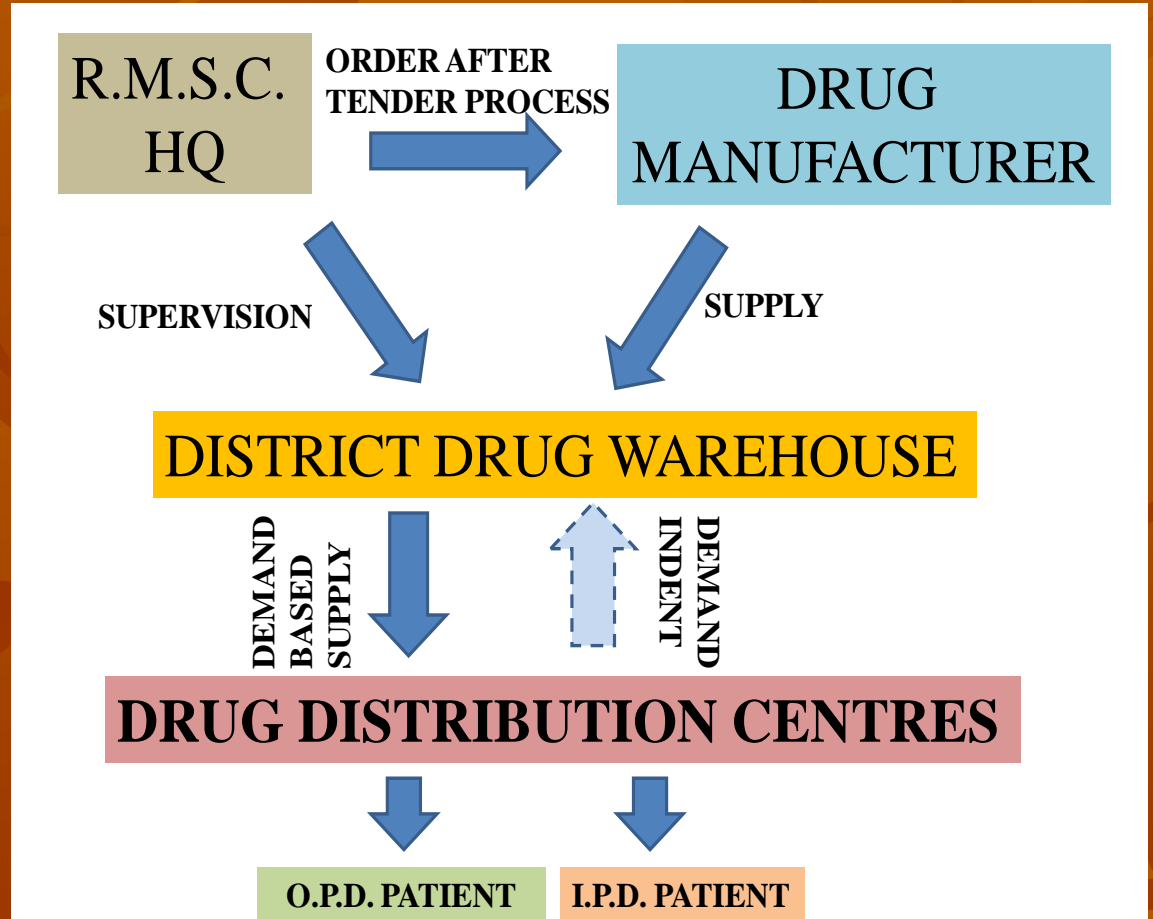 R.M.S.C.
HQ
ORDER AFTER
TENDER PROCESS
DRUG
MANUFACTURER
SUPERVISION
SUPPLY
DISTRICT DRUG WAREHOUSE
DEMAND
BASED
SUPPLY
DEMAND
INDENT
DRUG DISTRIBUTION CENTRES
O.P.D. PATIENT
I.P.D. PATIENT